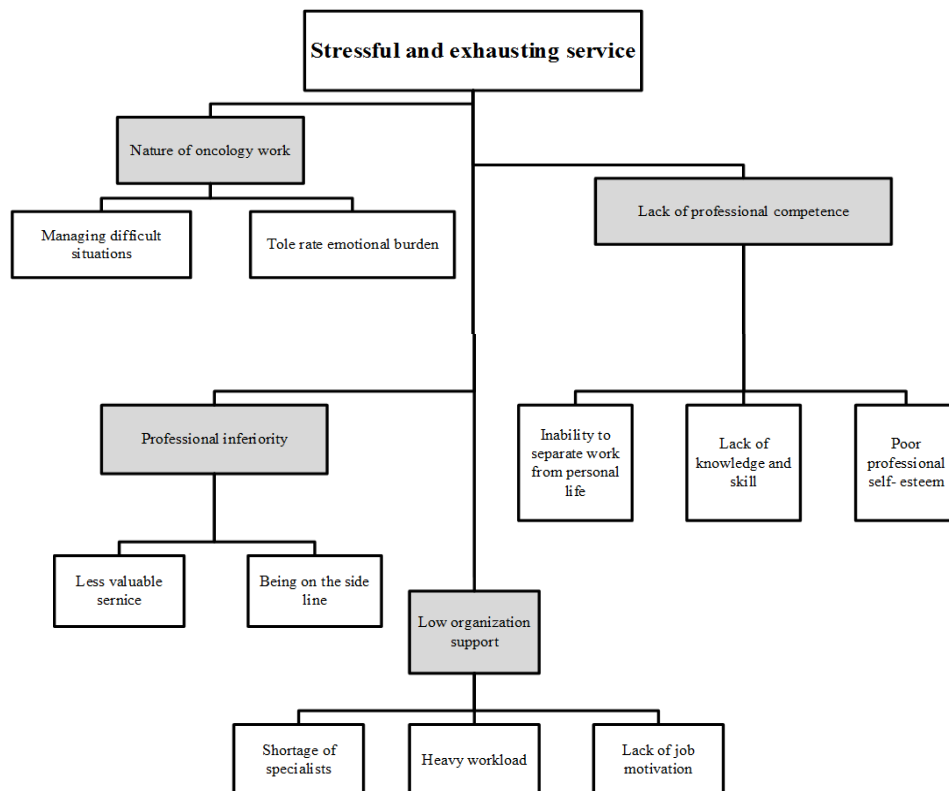 Stressful and exhausting service
Nature of oncology work
Managing difficult
situations
Tole rate emotional burden
Lack of professional competence
Inability to
separate work
from personal
life
Lack of
knowledge and
skill
Poor
professional
self- esteem
Professional inferiority
Less valuable
sernice
Being on the side
line
Low organization
support
Shortage of
specialists
Heavy workload
Lack of job
motivation